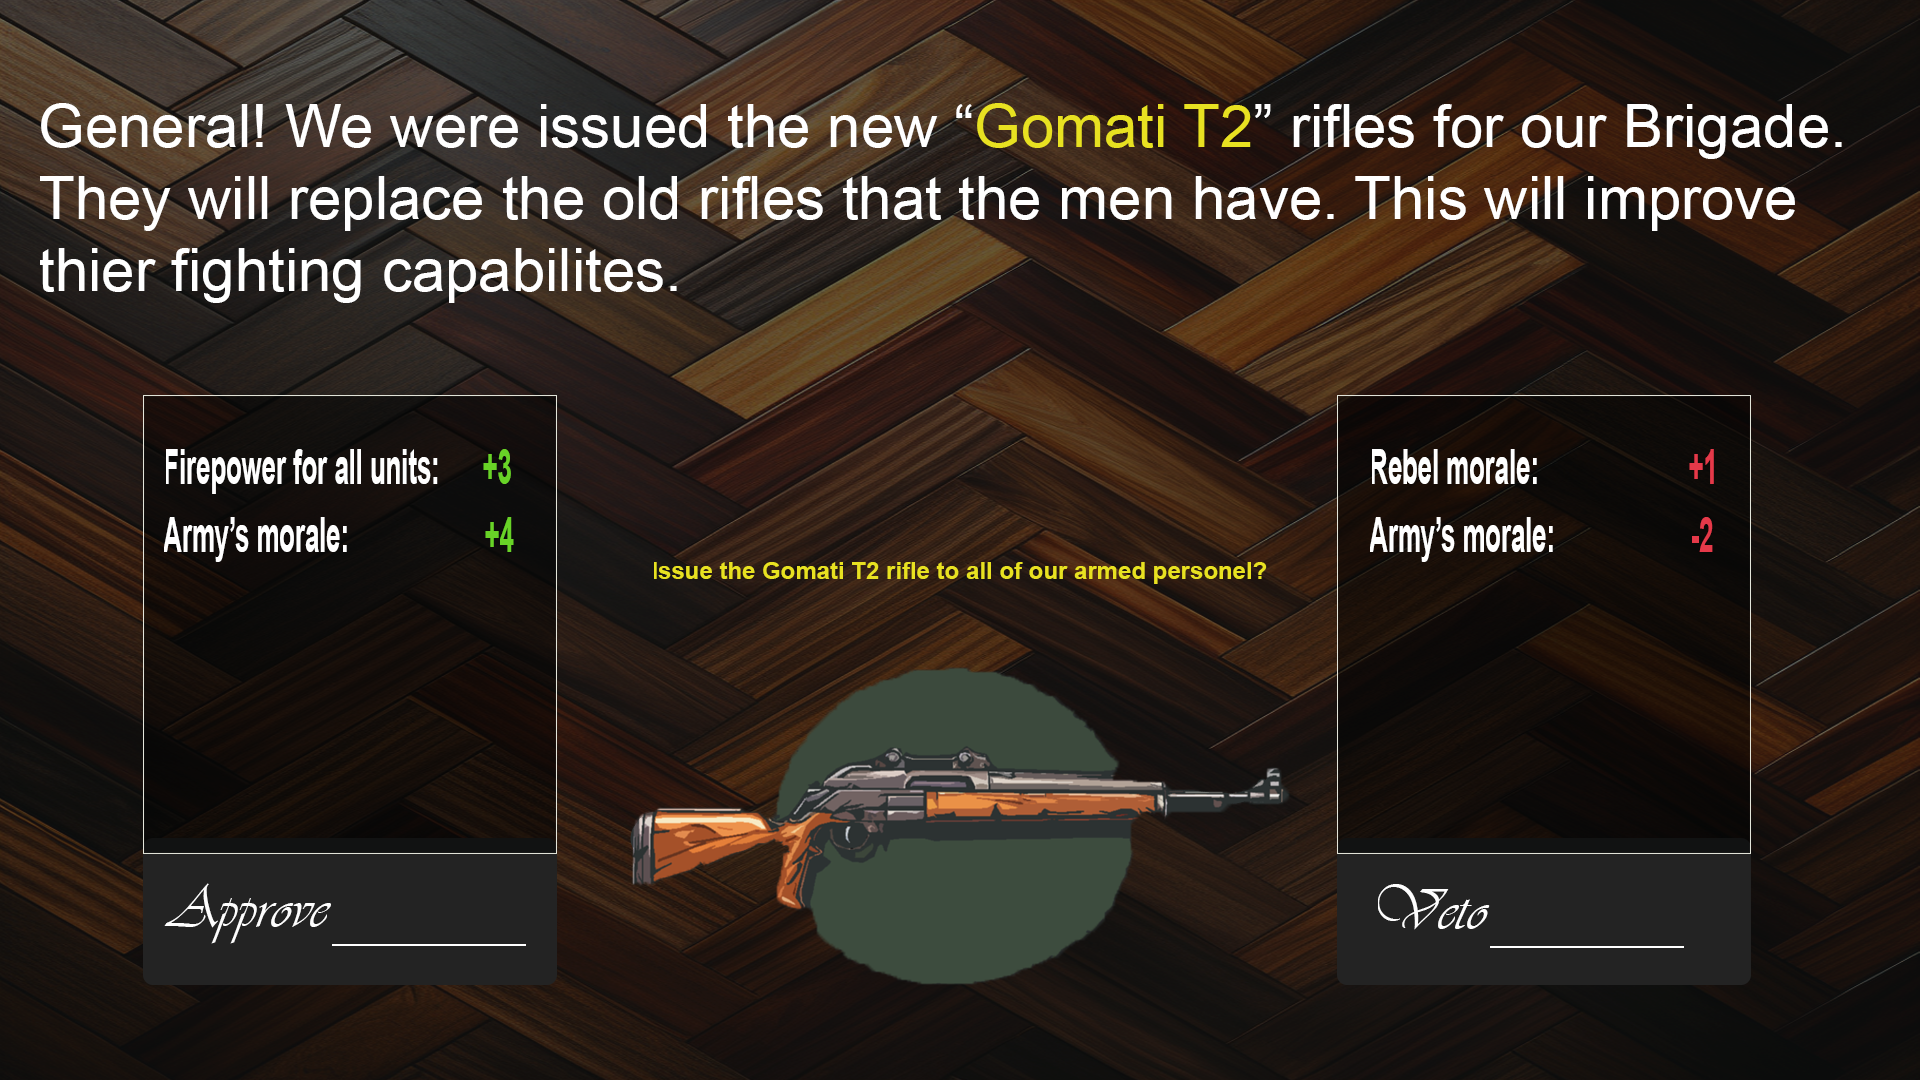 General! We were issued the new “Gomati T2” rifles for our Brigade.
They will replace the old rifles that the men have. This will improve
thier fighting capabilites.
Firepower for all units: +3
Army’s morale: +4
Issue the Gomati T2 rifle to all of our armed personel?
Rebel morale: +1
Army’s morale: -2
Approve
Veto